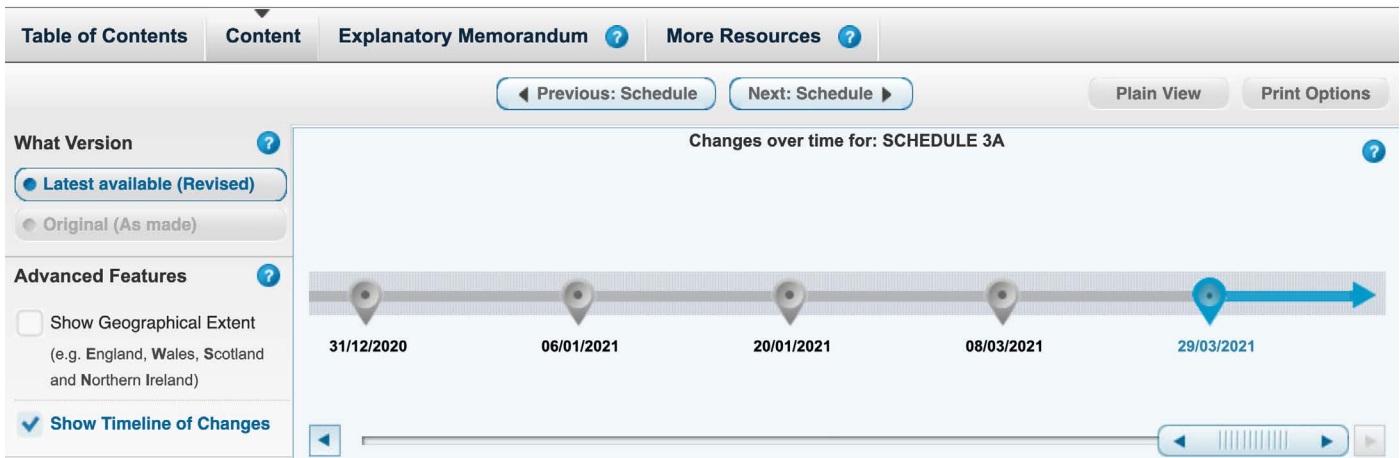 Table of Contents Content Explanatory Memorandum ? More Resources ?
Previous: Schedule Next: Schedule Plain View Print Options
What Version ?
Latest available (Revised)
Original (As made)
Changes over time for: SCHEDULE 3A ?
Advanced Features ?
Show Geographical Extent
(e.g. England, Wales, Scotland
and Northern Ireland)
Show Timeline of Changes
31/12/2020 06/01/2021 20/01/2021 08/03/2021 29/03/2021